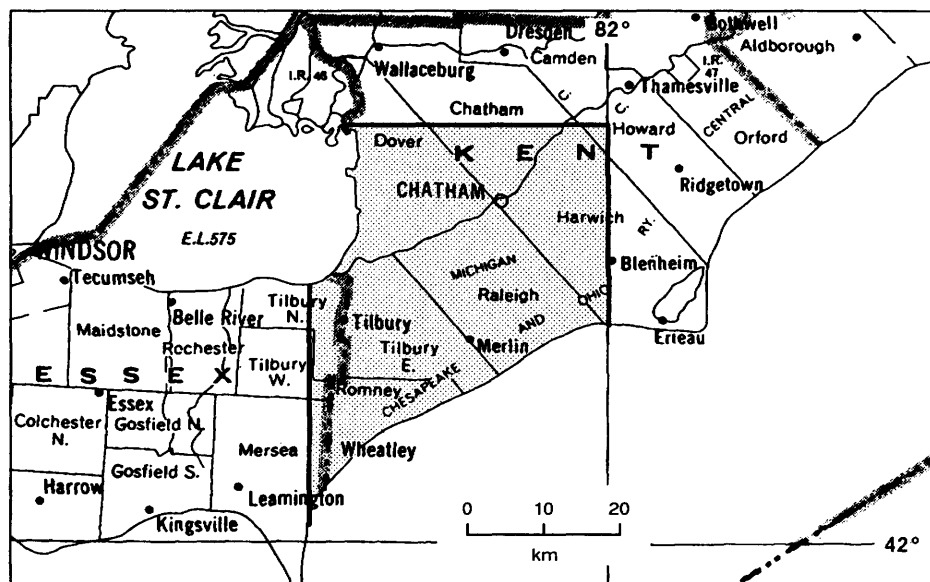 Bothwell
Dresden
82°
Aldborough
Camden
I.R. 46
Wallaceburg
I.R. 47
Thamesville
C.
C.
CENTRAL
Chatham
Howard
Orford
Dover
KENT
LAKE
ST. CLAIR
E.L.575
CHATHAM
Ridgetown
Harwich
RY.
WINDSOR
Tecumseh
MICHIGAN
Blenheim
Raleigh
OHIO
Belle River
Tilbury
N.
Maidstone
Tilbury
Rochester
AND
Erieau
Merlin
Tilbury
E.
Tilbury
W.
ESSEX
Romney
CHESAPEAKE
Essex
Colchester
N.
Gosfield N.
Mersea
Wheatley
Gosfield S.
Harrow
Leamington
Kingsville
0 10 20
km
42°